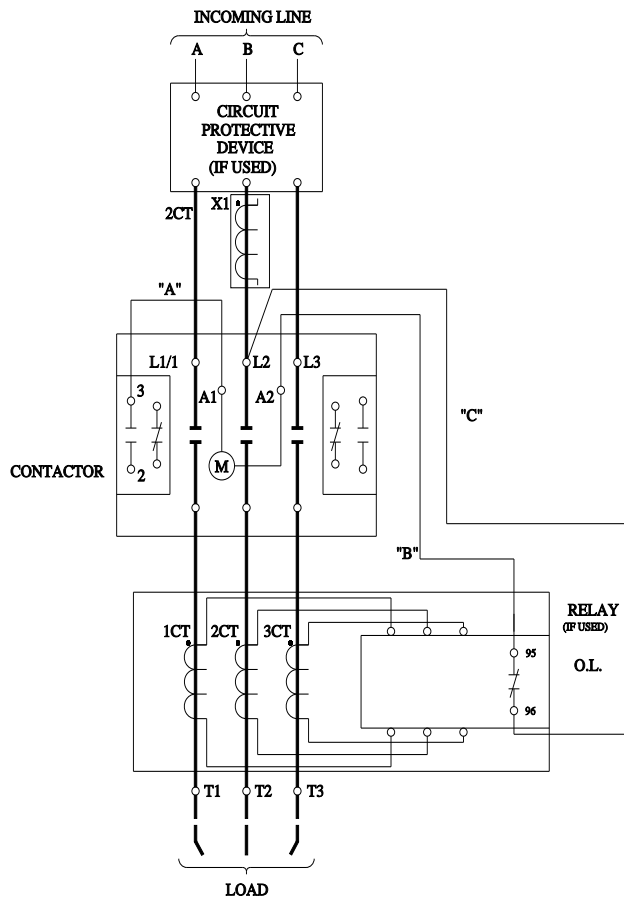 INCOMING LINE
A B C
CIRCUIT
PROTECTIVE
DEVICE
(IF USED)
2CT X1
"A"
L1/1 L2 L3
3 A1 A2
"C"
M
2
CONTACTOR
"B"
RELAY
(IF USED)
1CT 2CT 3CT
95
O.L.
96
T1 T2 T3
LOAD